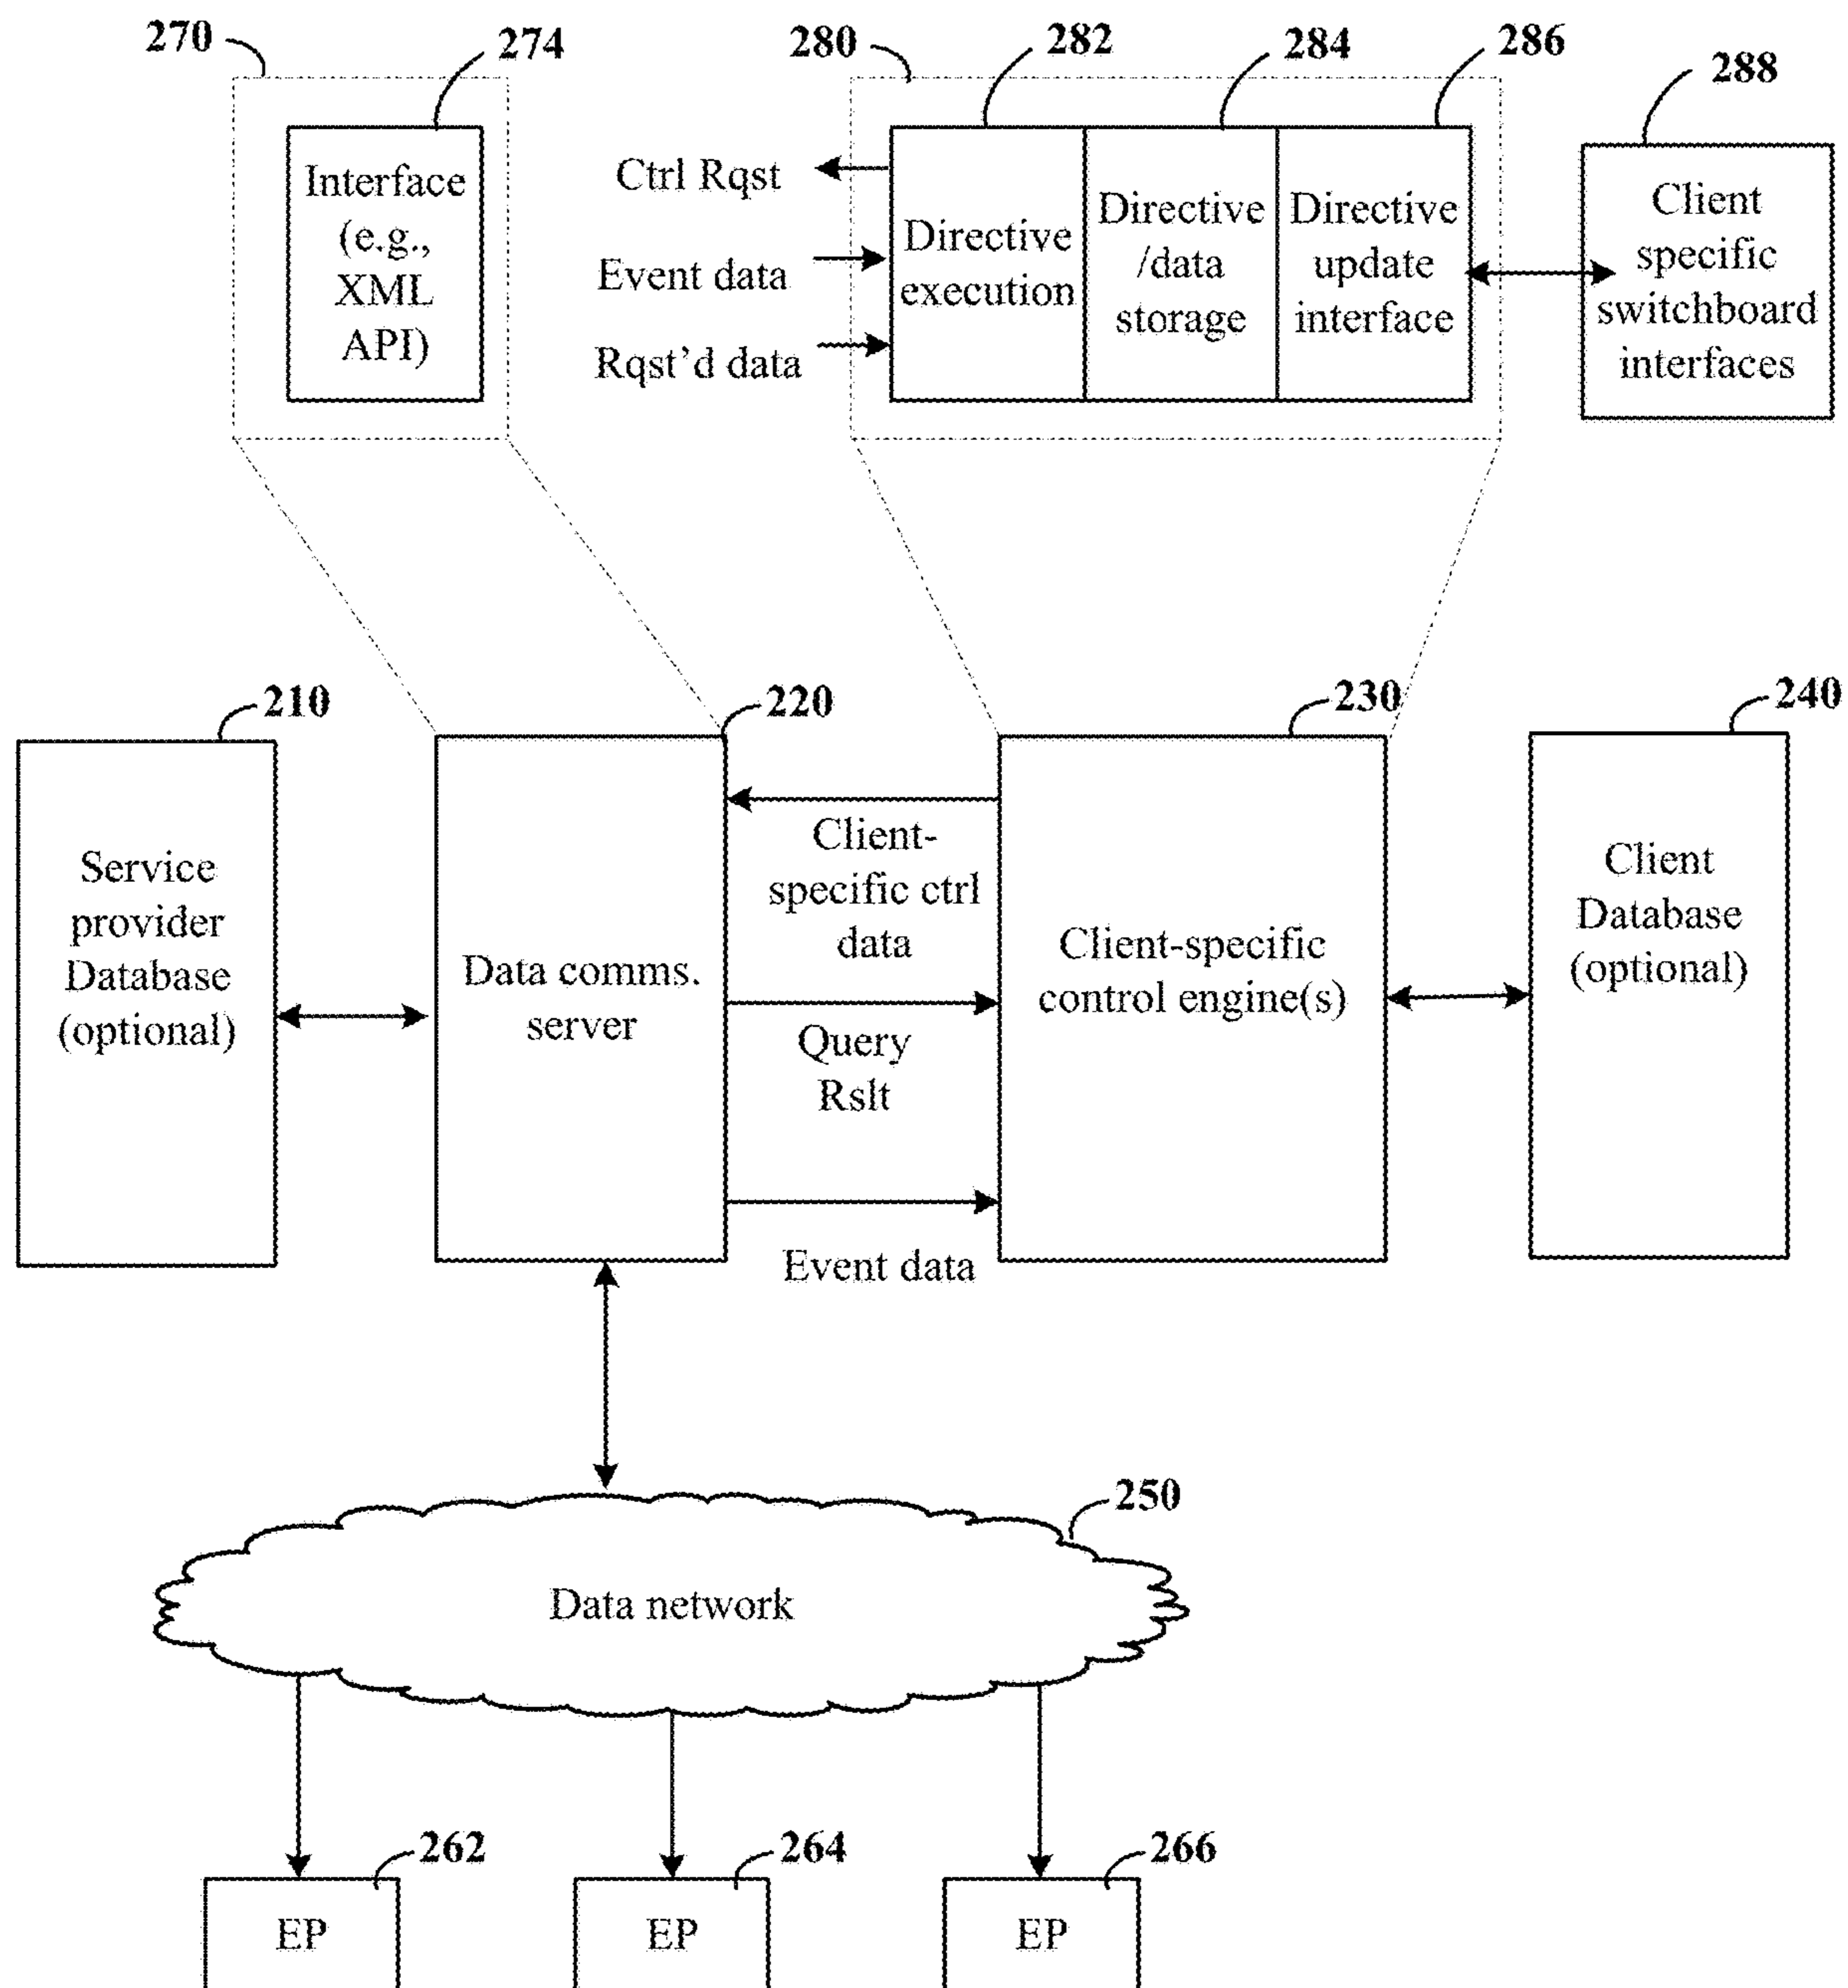 270
274
280
282
284
286
288
Interface
(e.g.,
XML
API)
Ctrl Rqst
Event data
Rqst'd data
Directive
execution
Directive
/data
storage
Directive
update
interface
Client
specific
switchboard
interfaces
210
220
230
240
Service
provider
Database
(optional)
Data comms.
server
Client-
specific ctrl
data
Query
Rslt
Event data
Client-specific
control engine(s)
Client
Database
(optional)
250
Data network
262
264
266
EP
EP
EP